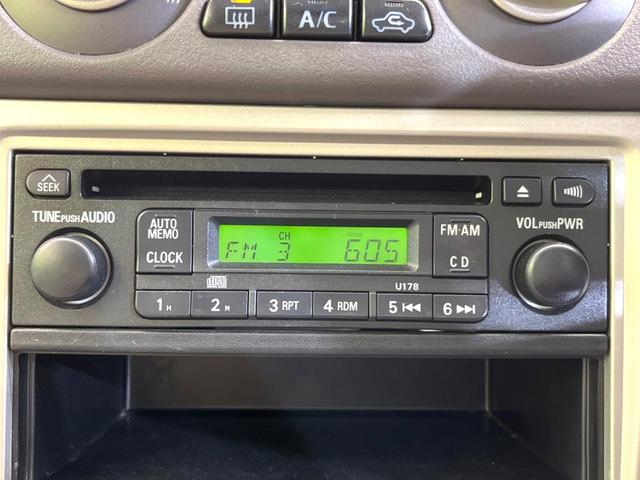 A/C
SEEK
TUNE PUSH AUDIO
AUTO MEMO
CLOCK
CH
CLOCK
FM 3 605
FM·AM
CD
VOL PUSH PWR
U178
1 H
2 M
3 RPT
4 RDM
5
6